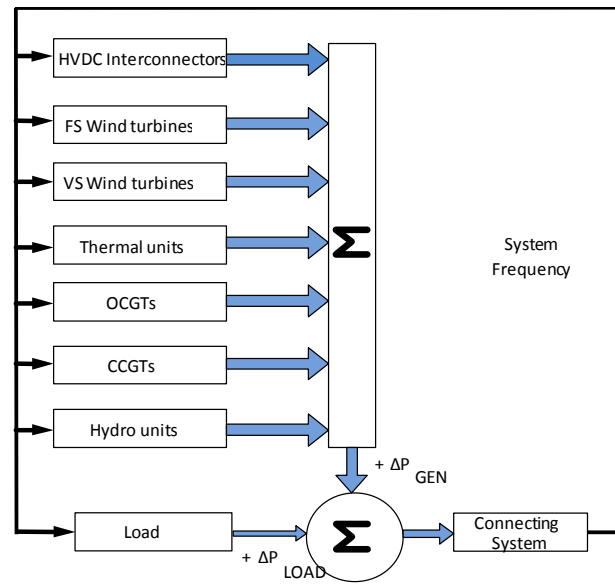 HVDC Interconnectors
FS Wind turbines
VS Wind turbines
Thermal units
OCGTs
CCGTs
Hydro units
Σ
System
Frequency
+ ΔP GEN
Load
+ ΔP LOAD
Σ
Connecting
System